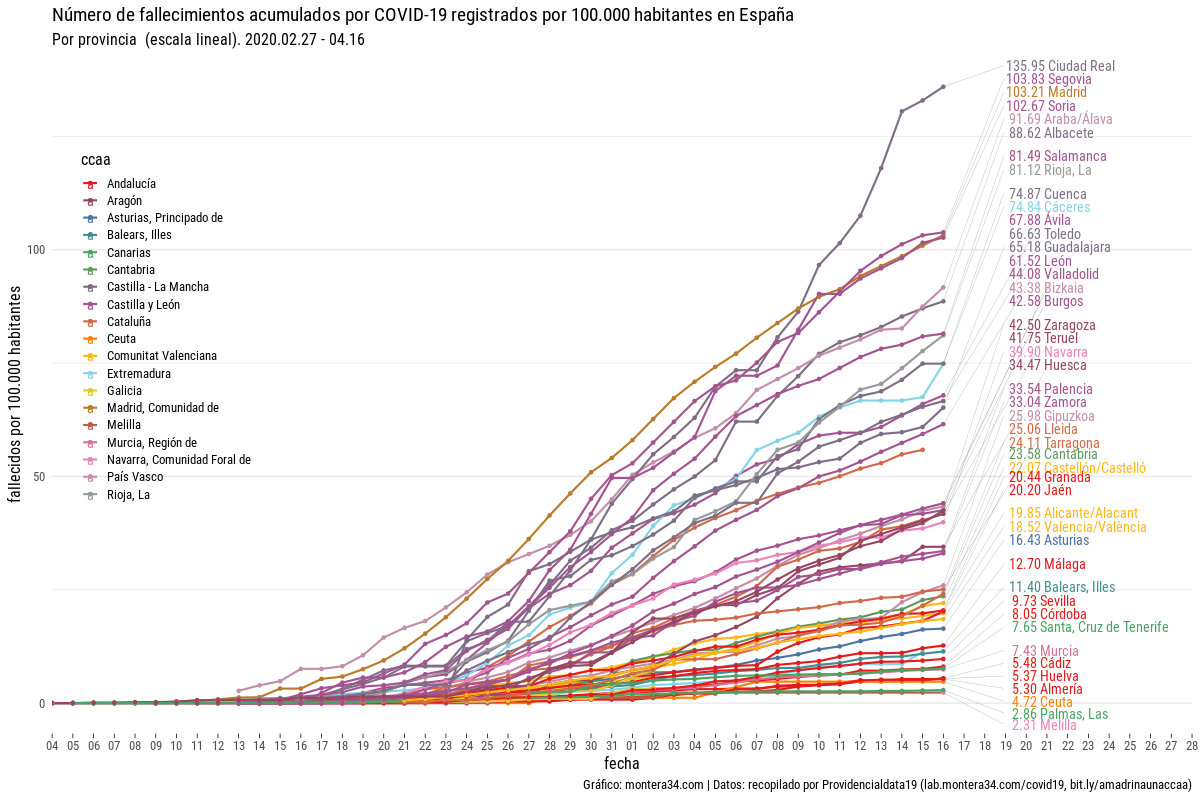 Número de fallecimientos acumulados por COVID-19 registrados por 100.000 habitantes en España
Por provincia (escala lineal). 2020.02.27 - 04.16
fallecidos por 100.000 habitantes
100
50
0
ccaa
Andalucía
Aragón
Asturias, Principado de
Balears, Illes
Canarias
Cantabria
Castilla - La Mancha
Castilla y León
Cataluña
Ceuta
Comunitat Valenciana
Extremadura
Galicia
Madrid, Comunidad de
Melilla
Murcia, Región de
Navarra, Comunidad Foral de
País Vasco
Rioja, La
135.95 Ciudad Real
103.83 Segovia
103.21 Madrid
102.67 Soria
91.69 Araba/Álava
88.62 Albacete
81.49 Salamanca
81.12 Rioja, La
74.87 Cuenca
74.84 Cáceres
67.88 Ávila
66.63 Toledo
65.18 Guadalajara
61.52 León
44.08 Valladolid
43.38 Bizkaia
42.58 Burgos
42.50 Zaragoza
41.75 Teruel
39.90 Navarra
34.47 Huesca
33.54 Palencia
33.04 Zamora
25.98 Gipuzkoa
25.06 Lleida
24.11 Tarragona
23.58 Cantabria
22.07 Castellón/Castelló
20.44 Granada
20.20 Jaén
19.85 Alicante/Alacant
18.52 Valencia/València
16.43 Asturias
12.70 Málaga
11.40 Balears, Illes
9.73 Sevilla
8.05 Córdoba
7.65 Santa, Cruz de Tenerife
7.43 Murcia
5.48 Cádiz
5.37 Huelva
5.30 Almería
4.72 Ceuta
2.86 Palmas, Las
2.31 Melilla
04 05 06 07 08 09 10 11 12 13 14 15 16 17 18 19 20 21 22 23 24 25 26 27 28 29 30 31 01 02 03 04 05 06 07 08 09 10 11 12 13 14 15 16 17 18 19 20 21 22 23 24 25 26 27 28
fecha
Gráfico: montera34.com | Datos: recopilado por Providencialdata19 (lab.montera34.com/covid19, bit.ly/amadrinaunaccaa)